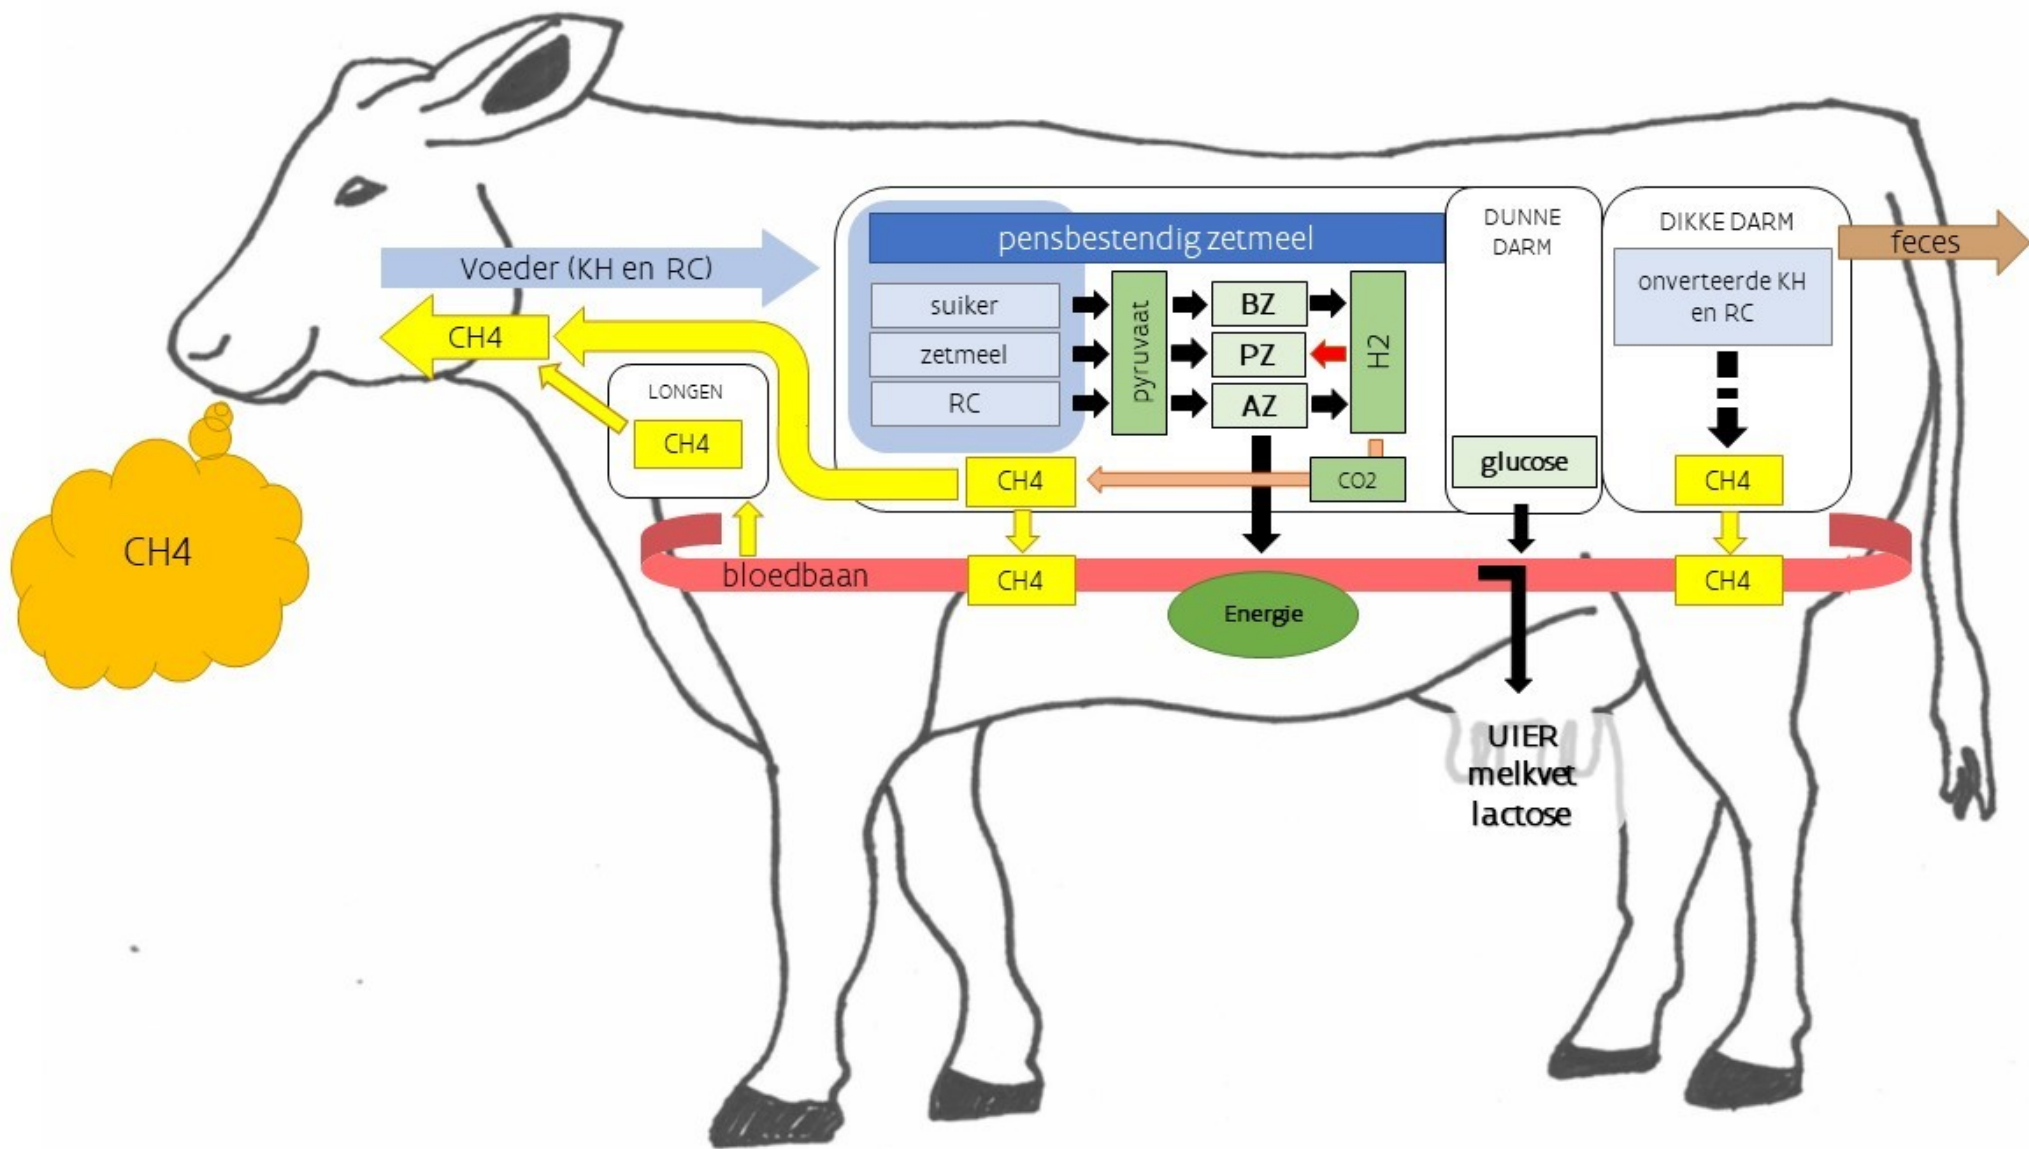 DUNNE
DARM
DIKKE DARM
pensbestendig zetmeel
feces
Voeder (KH en RC)
onverteerde KH
en RC
suiker
zetmeel
RC
pyruvaat
BZ
PZ
AZ
H2
CH4
LONGEN
CH4
CH4
CO2
glucose
CH4
CH4
bloedbaan
CH4
Energie
CH4
UIER
melkvet
lactose